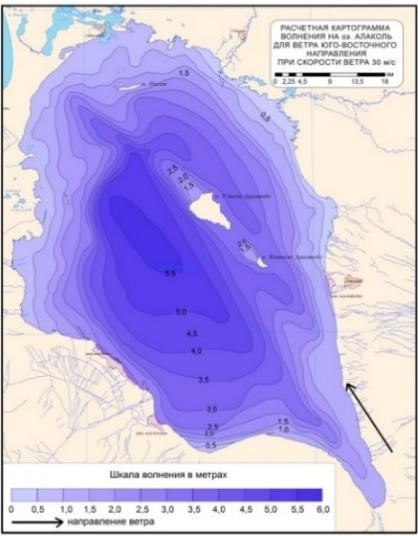 РАСЧЕТНАЯ КАРТОГРАММА
ВОЛНЕНИЯ НА оз. АЛАКОЛЬ
ДЛЯ ВЕТРА ЮГО-ВОСТОЧНОГО
НАПРАВЛЕНИЯ
ПРИ СКОРОСТИ ВЕТРА 30 м/с
0 2,25 4,5 9 13,5 18
1,5
0,5
2,5
2,0
1,5
5,5
5,0
4,5
4,0
3,5
3,0
2,5
2,0
0,5
1,5
1,0
Шкала волнения в метрах
0 0,5 1,0 1,5 2,0 2,5 3,0 3,5 4,0 4,5 5,0 5,5 6,0
направление ветра